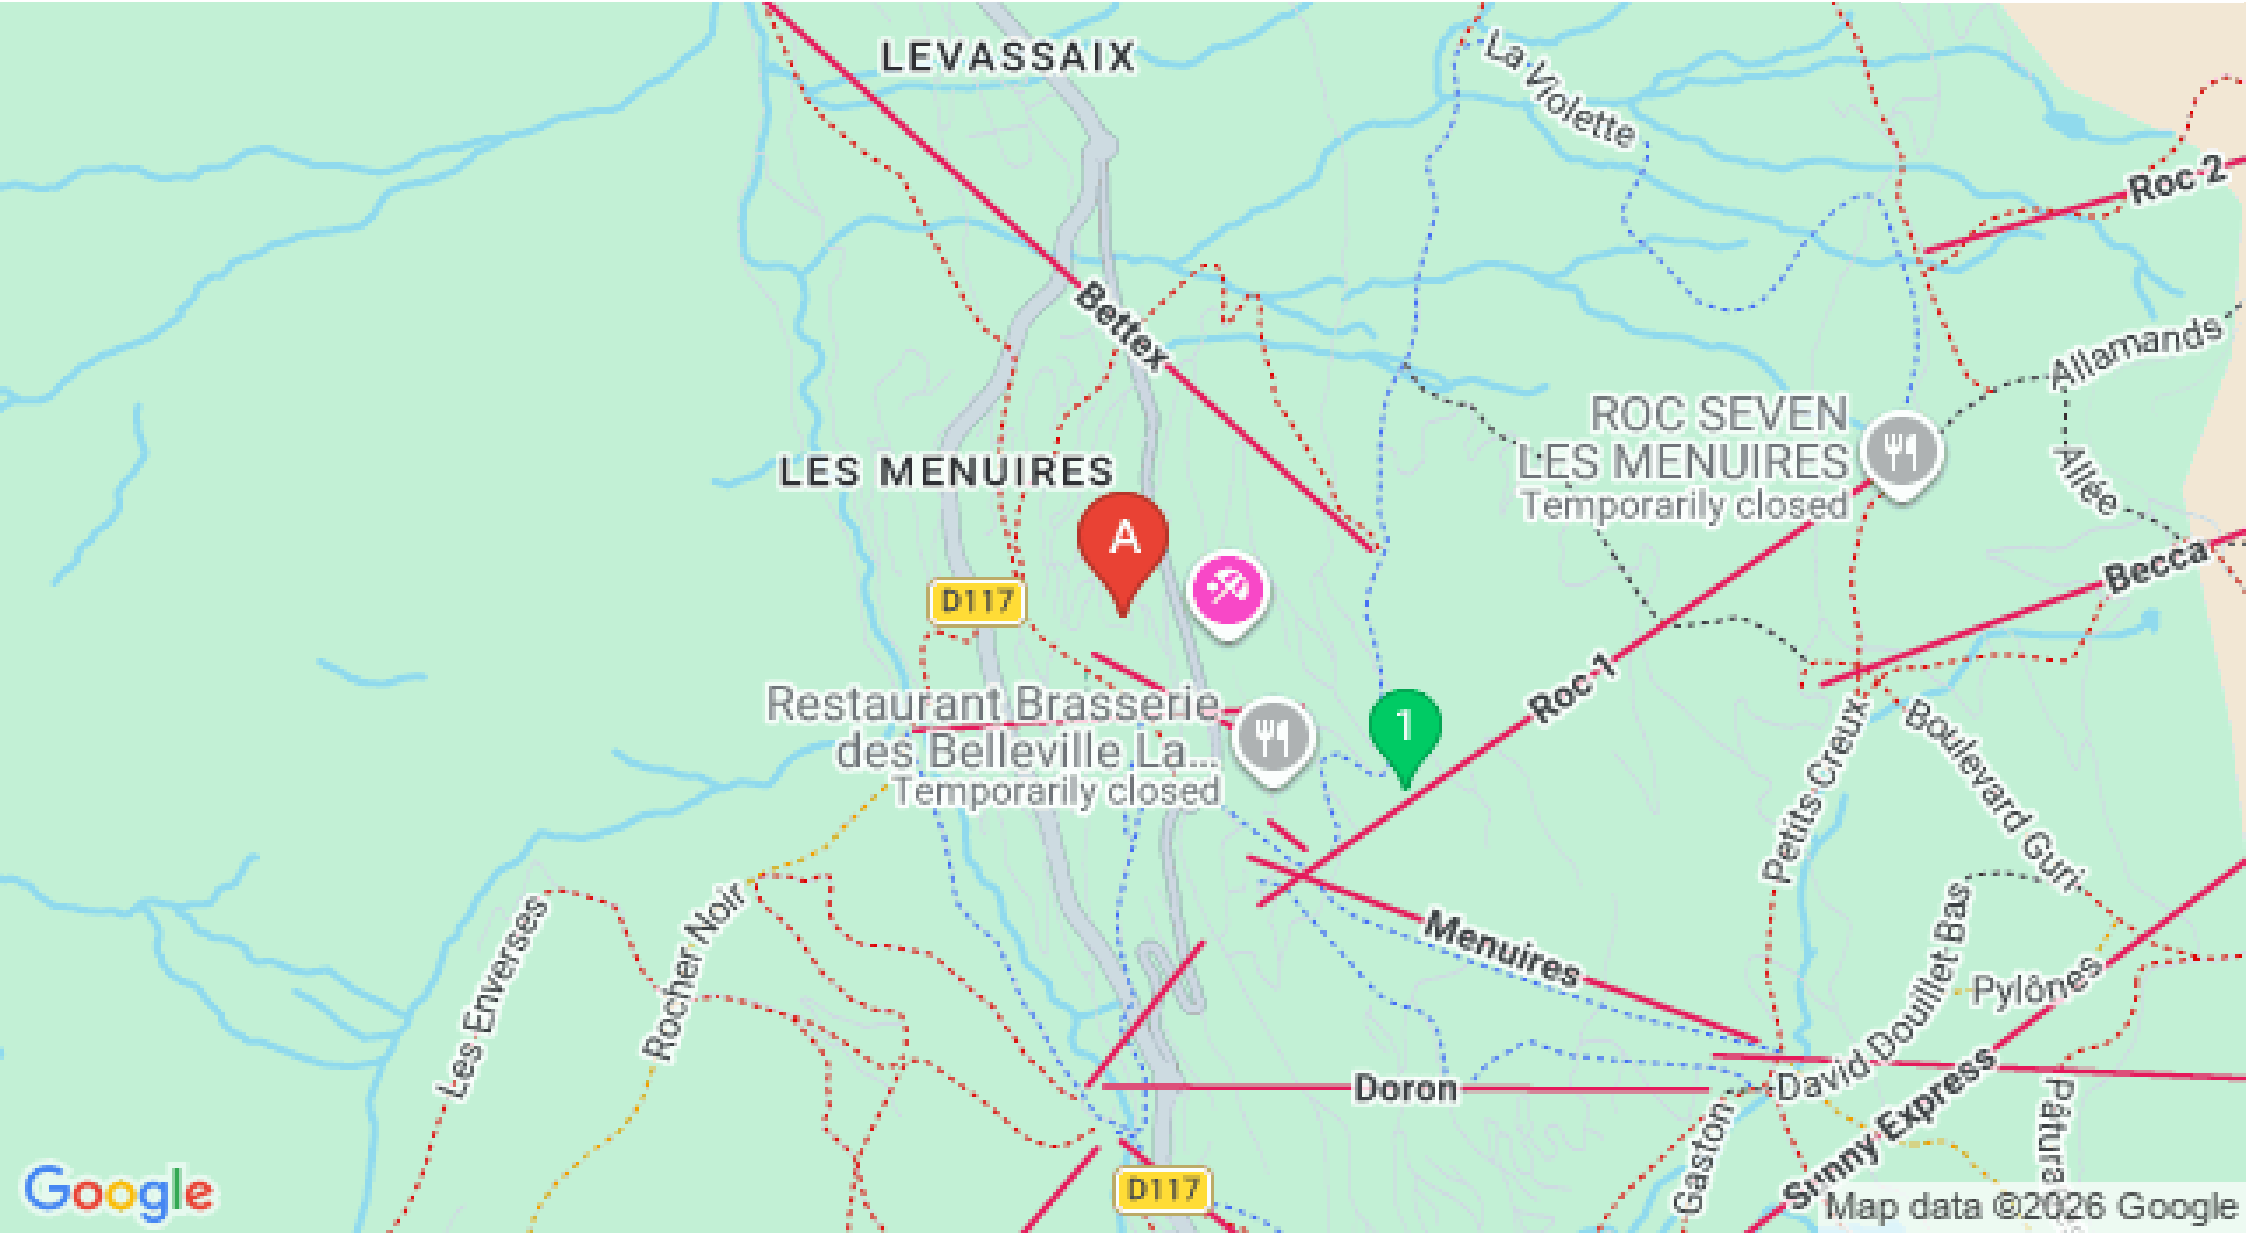 LEVASSAIX
La Violette
Roc 2
Bettex
Allamands
ROC SEVEN
LES MENUIRES
Temporarily closed
LES MENUIRES
Allée
A
Becca
D117
Roc 1
Restaurant Brasserie
des Belleville La...
Temporarily closed
1
Petits Creux
Boulevard Guri
Les Enverses
Rocher Noir
Menuires
David Douillet Bas
Pylônes
Doron
Sunny Express
Gaston
Pâtura
D117
Google
Map data ©2026 Google